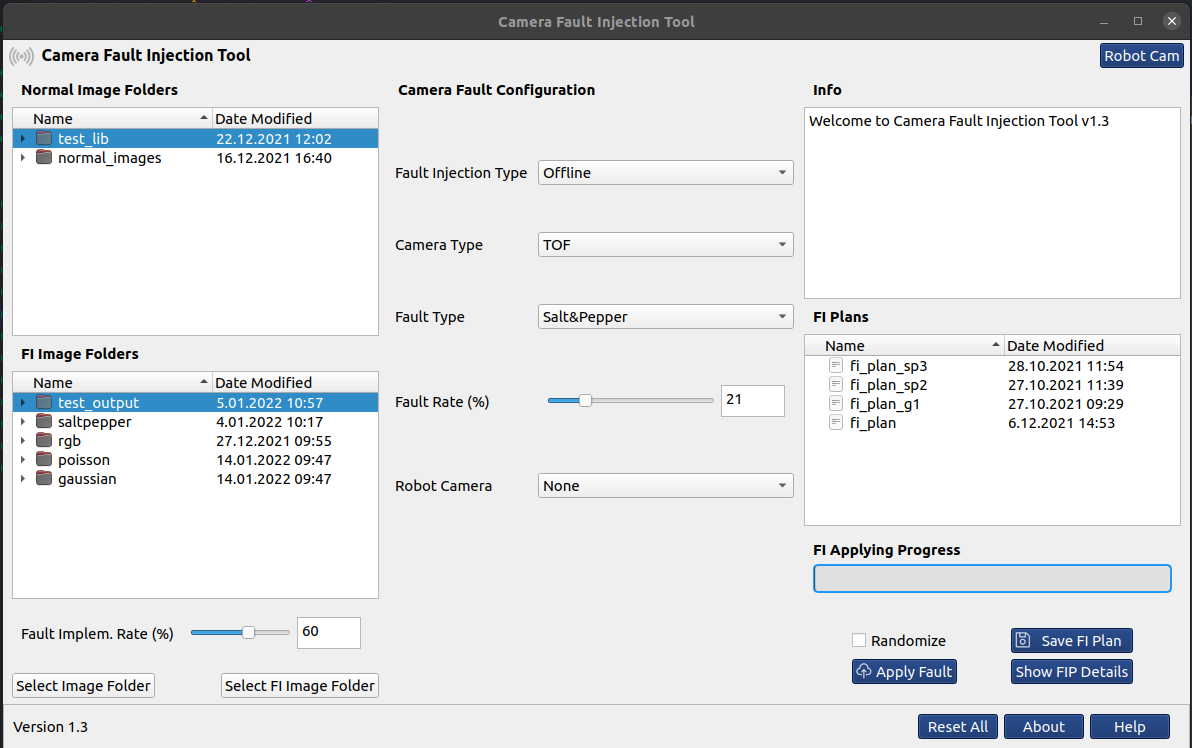 Camera Fault Injection Tool
Camera Fault Injection Tool
Robot Cam
Normal Image Folders
Name Date Modified
test_lib 22.12.2021 12:02
normal_images 16.12.2021 16:40
FI Image Folders
Name Date Modified
test_output 5.01.2022 10:57
saltpepper 4.01.2022 10:17
rgb 27.12.2021 09:55
poisson 14.01.2022 09:47
gaussian 14.01.2022 09:47
Fault Implem. Rate (%) 60
Select Image Folder Select FI Image Folder
Camera Fault Configuration
Fault Injection Type Offline
Camera Type TOF
Fault Type Salt&Pepper
Fault Rate (%) 21
Robot Camera None
Info
Welcome to Camera Fault Injection Tool v1.3
FI Plans
Name Date Modified
fi_plan_sp3 28.10.2021 11:54
fi_plan_sp2 27.10.2021 11:39
fi_plan_g1 27.10.2021 09:29
fi_plan 6.12.2021 14:53
FI Applying Progress
Randomize Save FI Plan
Apply Fault Show FIP Details
Version 1.3
Reset All About Help